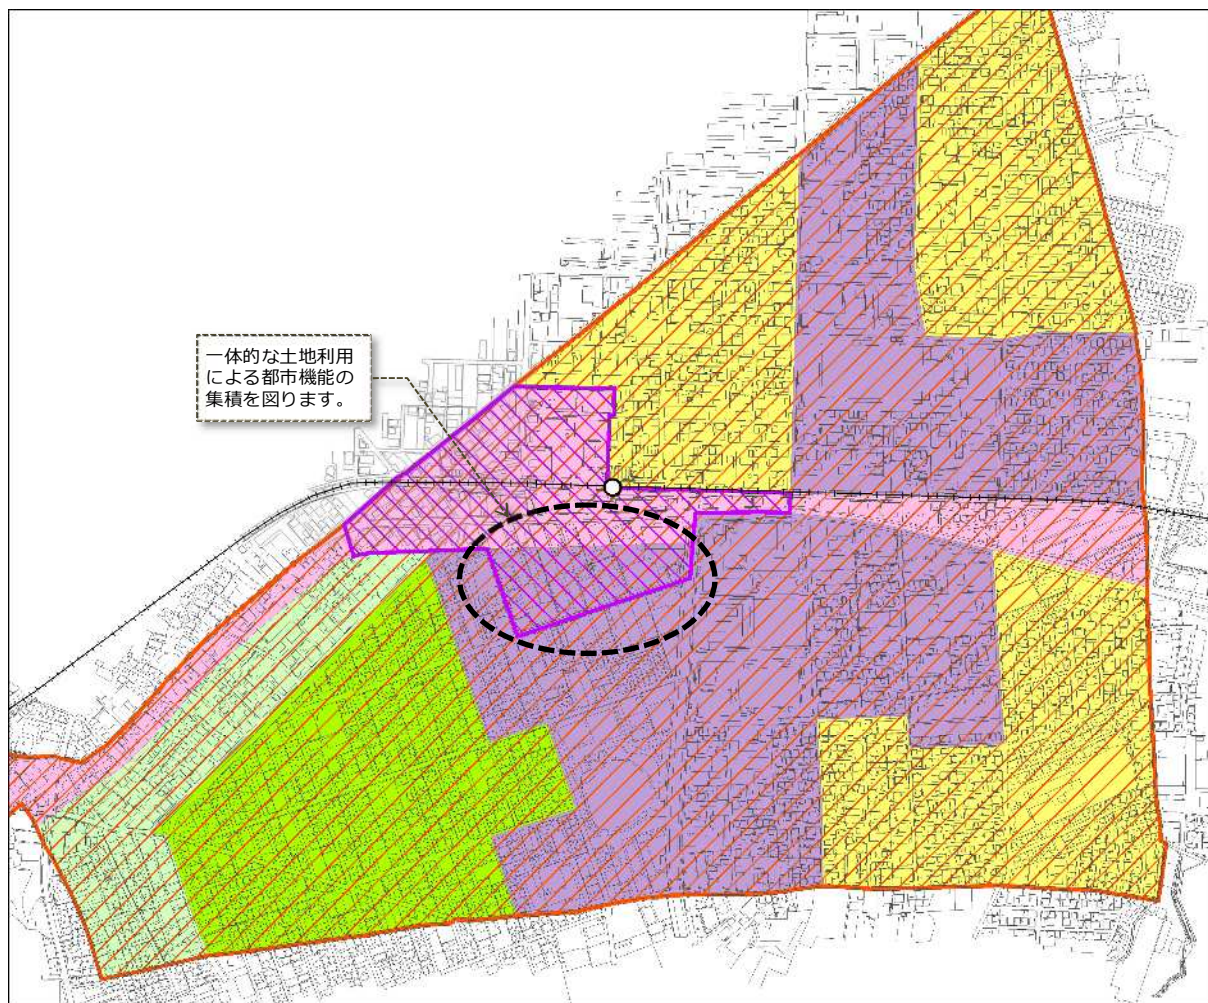 一体的な土地利用
による都市機能の
集積を図ります。